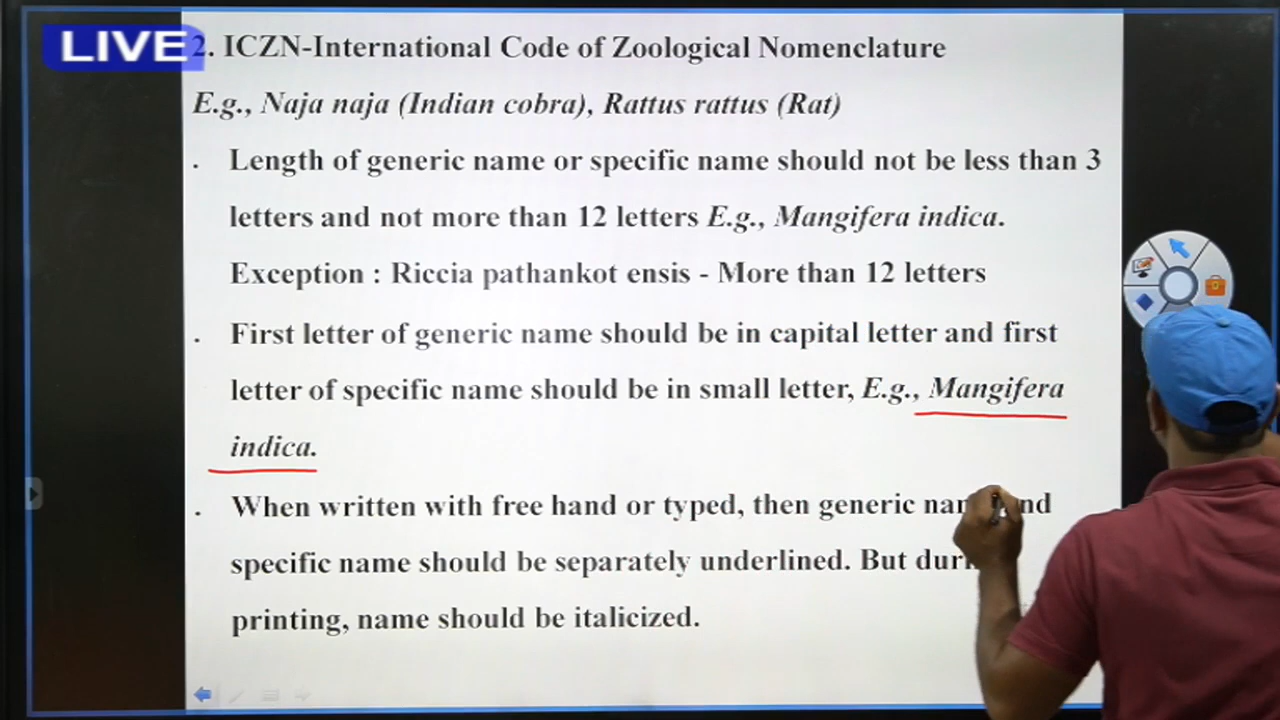 LIVE
2. ICZN-International Code of Zoological Nomenclature
E.g., Naja naja (Indian cobra), Rattus rattus (Rat)
. Length of generic name or specific name should not be less than 3
letters and not more than 12 letters E.g., Mangifera indica.
Exception : Riccia pathankot ensis - More than 12 letters
. First letter of generic name should be in capital letter and first
letter of specific name should be in small letter, E.g., Mangifera
indica.
. When written with free hand or typed, then generic
specific name should be separately underlined. But
printing, name should be italicized.